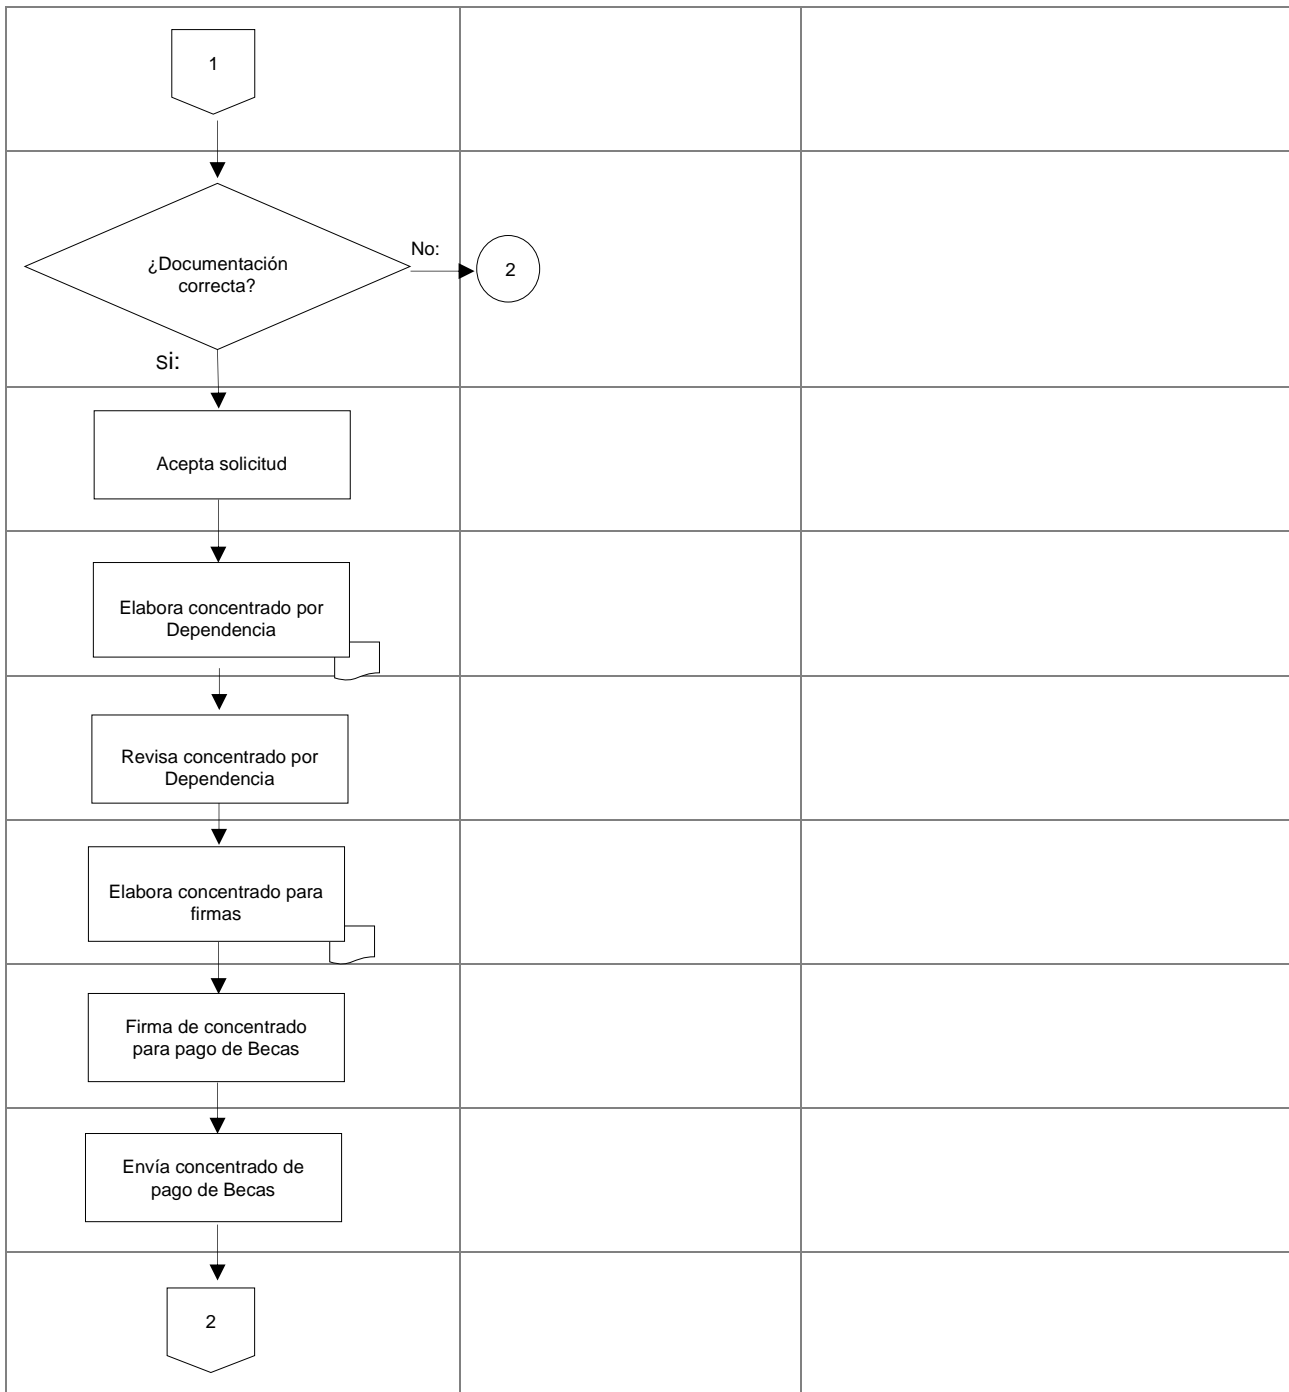 1
¿Documentación
correcta?
No:
2
si:
Acepta solicitud
Elabora concentrado por
Dependencia
Revisa concentrado por
Dependencia
Elabora concentrado para
firmas
Firma de concentrado
para pago de Becas
Envía concentrado de
pago de Becas
2